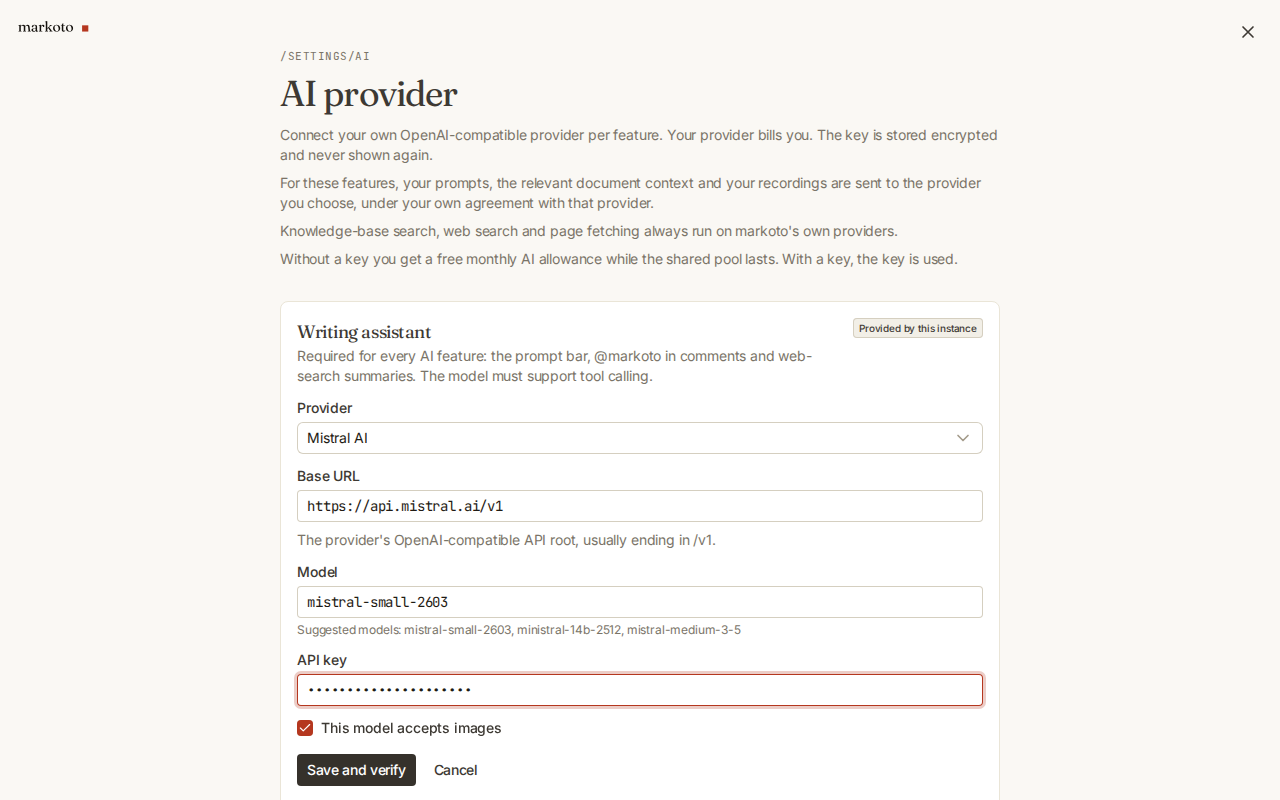 markoto
/SETTINGS/AI
AI provider
Connect your own OpenAI-compatible provider per feature. Your provider bills you. The key is stored encrypted
and never shown again.
For these features, your prompts, the relevant document context and your recordings are sent to the provider
you choose, under your own agreement with that provider.
Knowledge-base search, web search and page fetching always run on markoto's own providers.
Without a key you get a free monthly AI allowance while the shared pool lasts. With a key, the key is used.
Writing assistant
Provided by this instance
Required for every AI feature: the prompt bar, @markoto in comments and web-
search summaries. The model must support tool calling.
Provider
Mistral AI
Base URL
https://api.mistral.ai/v1
The provider's OpenAI-compatible API root, usually ending in /v1.
Model
mistral-small-2603
Suggested models: mistral-small-2603, ministral-14b-2512, mistral-medium-3-5
API key
•••••••••••••••••••••
This model accepts images
Save and verify
Cancel